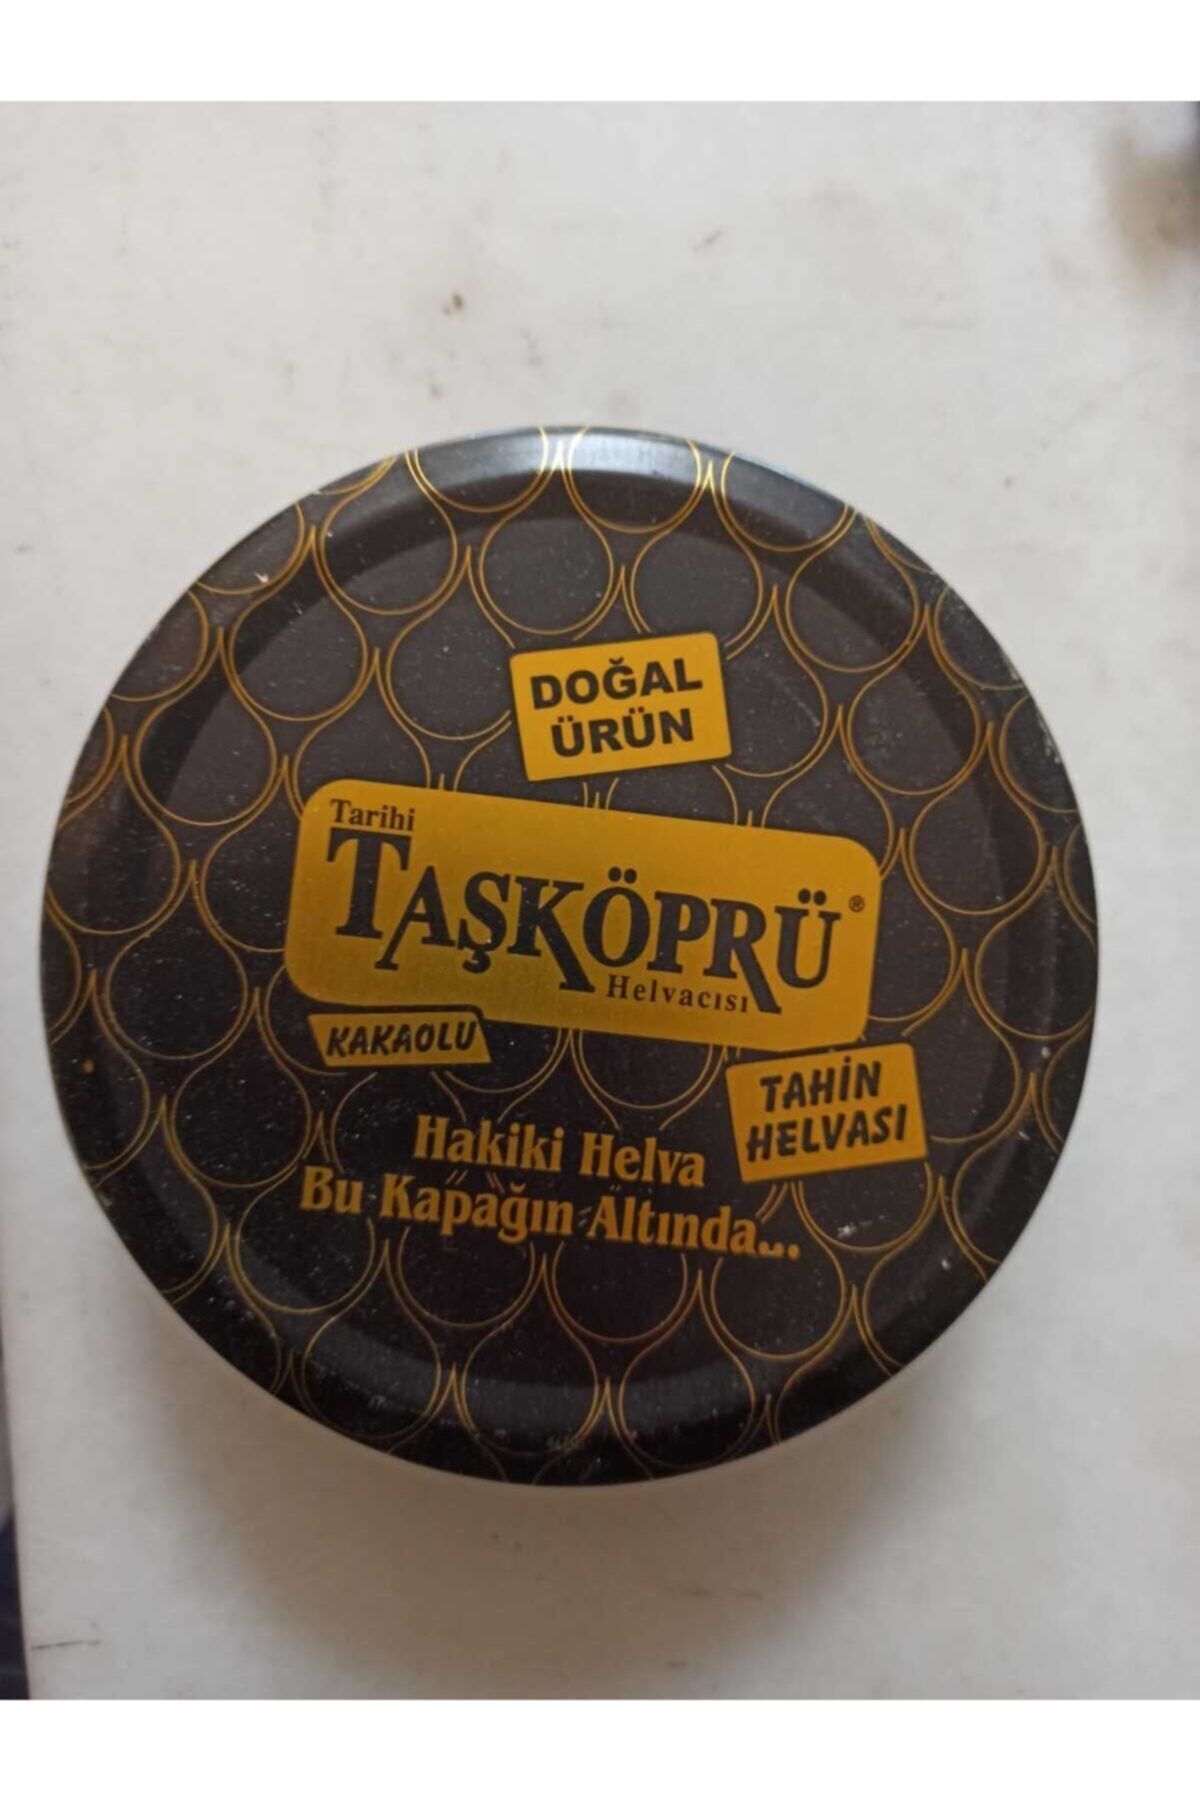 DOĞAL
ÜRÜN
Tarihi
TAŞKÖPRÜ®
Helvacısı
KAKAOLU
TAHİN
HELVASI
Hakiki Helva
Bu Kapağın Altında...